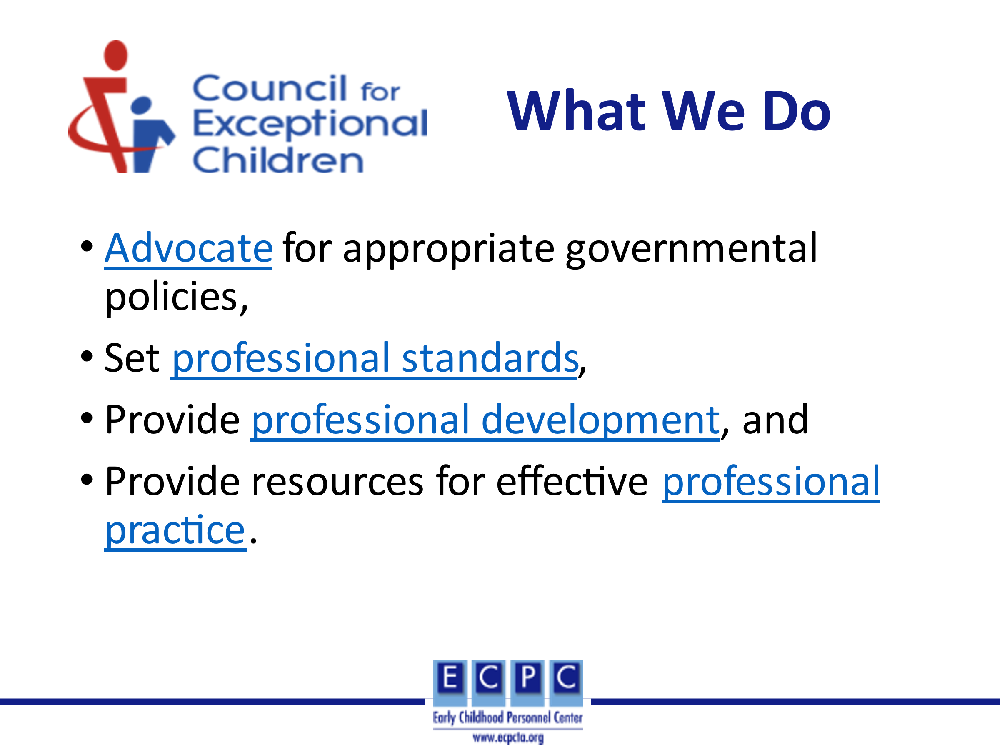 Council for
Exceptional
Children
What We Do
• Advocate for appropriate governmental
policies,
• Set professional standards,
• Provide professional development, and
• Provide resources for effective professional
practice.
E C P C
Early Childhood Personnel Center
www.ecpcta.org